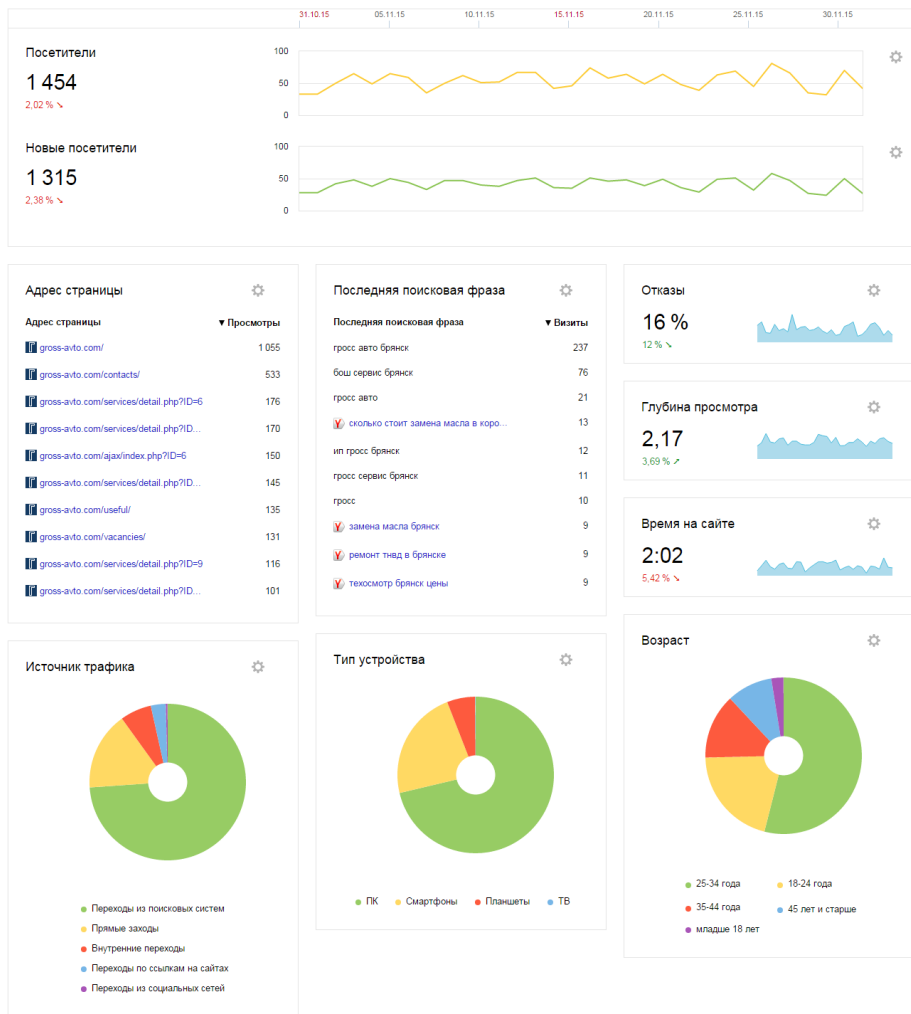 31.10.15 05.11.15 10.11.15 15.11.15 20.11.15 25.11.15 30.11.15
Посетители
1 454
2,02 % ↘
100
50
0
Новые посетители
1 315
2,38 % ↘
100
50
0
Адрес страницы
Адрес страницы ▼ Просмотры
gross-avto.com/ 1 055
gross-avto.com/contacts/ 533
gross-avto.com/services/detail.php?ID=6 176
gross-avto.com/services/detail.php?ID... 170
gross-avto.com/ajax/index.php?ID=6 150
gross-avto.com/services/detail.php?ID... 145
gross-avto.com/useful/ 135
gross-avto.com/vacancies/ 131
gross-avto.com/services/detail.php?ID=9 116
gross-avto.com/services/detail.php?ID... 101
Последняя поисковая фраза
Последняя поисковая фраза ▼ Визиты
гросс авто брянск 237
бош сервис брянск 76
гросс авто 21
сколько стоит замена масла в коро... 13
ип гросс брянск 12
гросс сервис брянск 11
гросс 10
замена масла брянск 9
ремонт тнвд в брянске 9
техосмотр брянск цены 9
Отказы
16 %
12 % ↘
Глубина просмотра
2,17
3,69 % ↗
Время на сайте
2:02
5,42 % ↘
Источник трафика
Переходы из поисковых систем
Прямые заходы
Внутренние переходы
Переходы по ссылкам на сайтах
Переходы из социальных сетей
Тип устройства
ПК Смартфоны Планшеты ТВ
Возраст
25-34 года 18-24 года
35-44 года 45 лет и старше
младше 18 лет